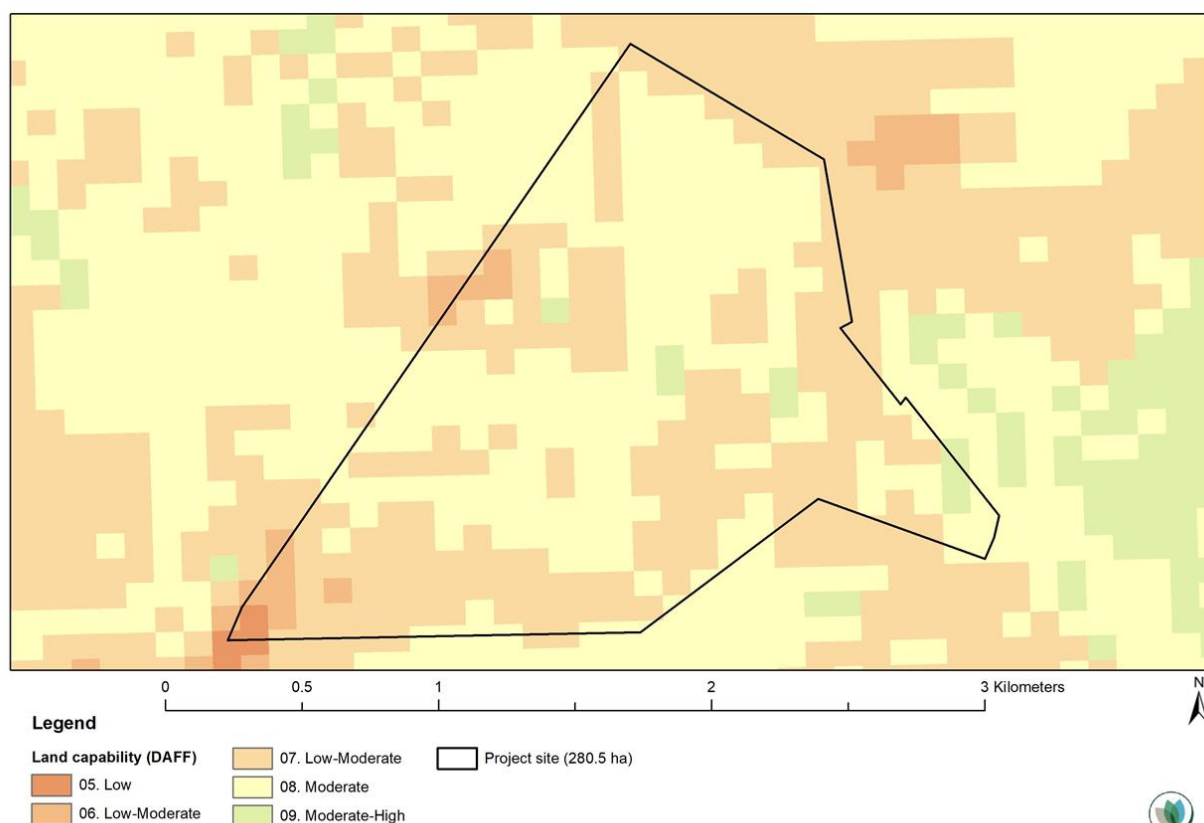 0 0.5 1 2 3 Kilometers
N
Legend
Land capability (DAFF)
05. Low
06. Low-Moderate
07. Low-Moderate
08. Moderate
09. Moderate-High
Project site (280.5 ha)